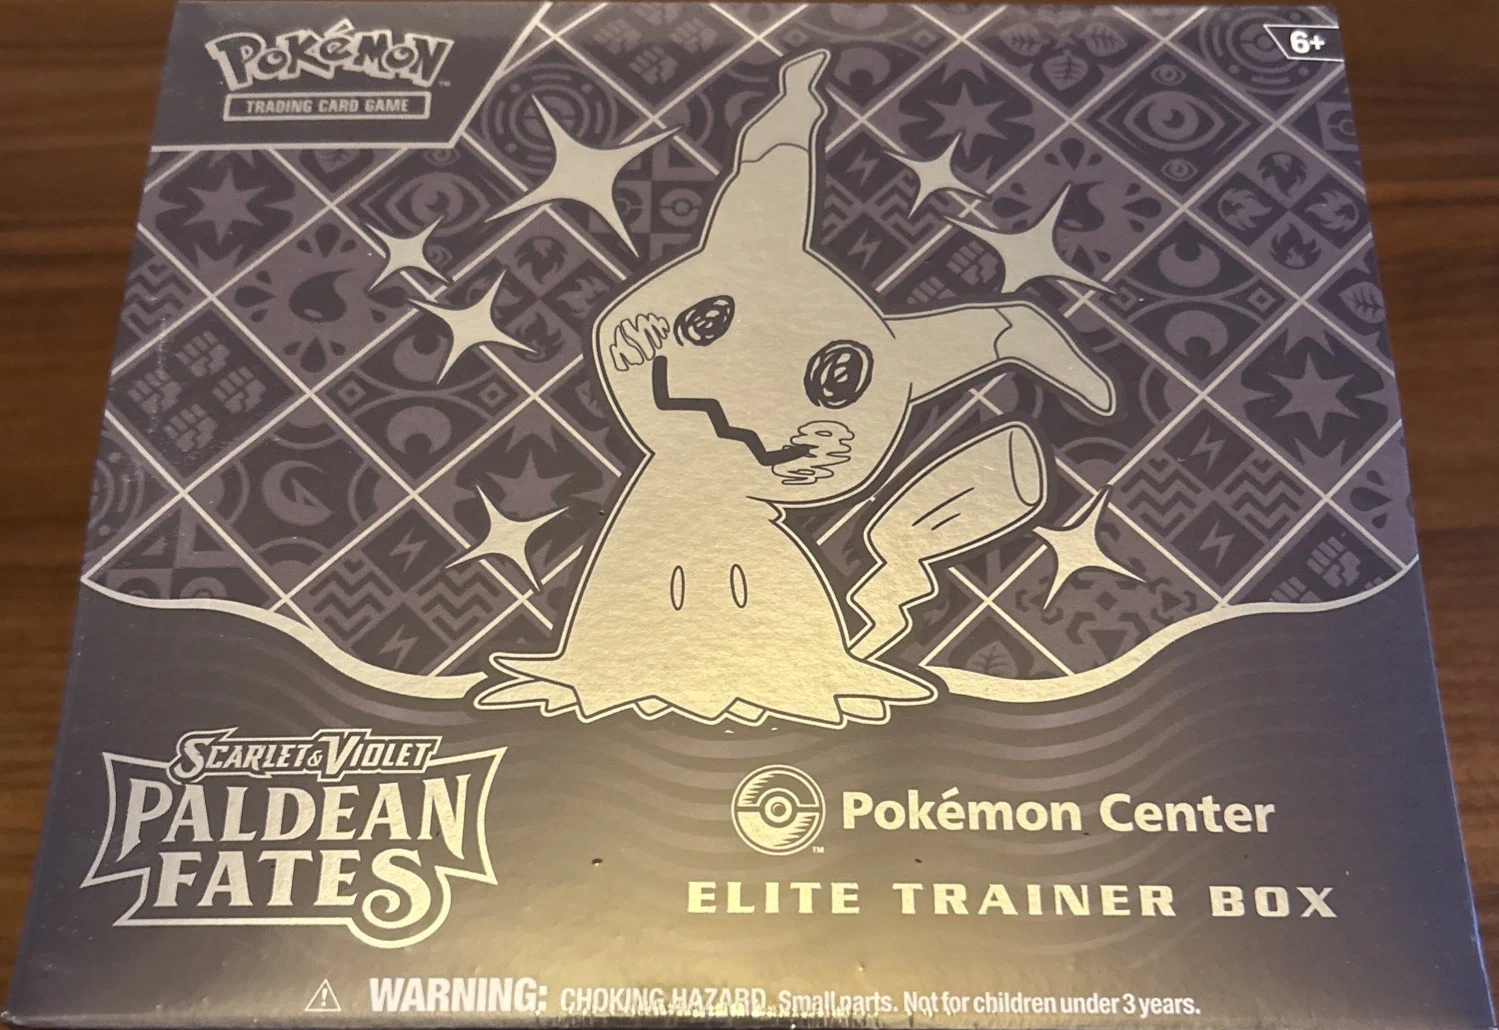 POKéMON
TRADING CARD GAME
6+
SCARLET & VIOLET
PALDEAN
FATES
Pokémon Center
ELITE TRAINER BOX
WARNING: CHOKING HAZARD. Small parts. Not for children under 3 years.